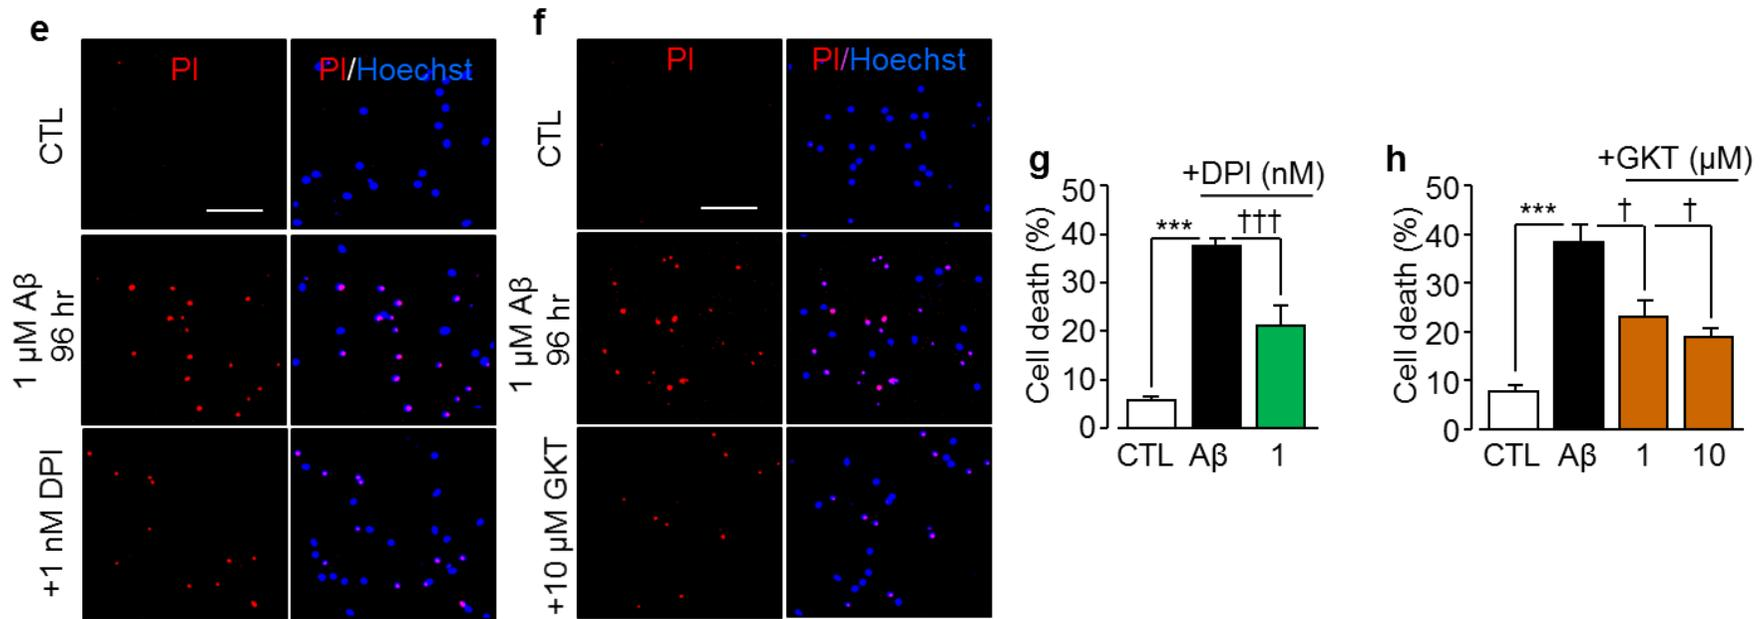 e
PI
PI/Hoechst
CTL
1 µM Aβ
96 hr
+1 nM DPI
f
PI
PI/Hoechst
CTL
1 µM Aβ
96 hr
+10 µM GKT
g
+DPI (nM)
Cell death (%)
50
40
30
20
10
0
***
†††
CTL Aβ 1
h
+GKT (µM)
Cell death (%)
50
40
30
20
10
0
***
†
†
CTL Aβ 1 10